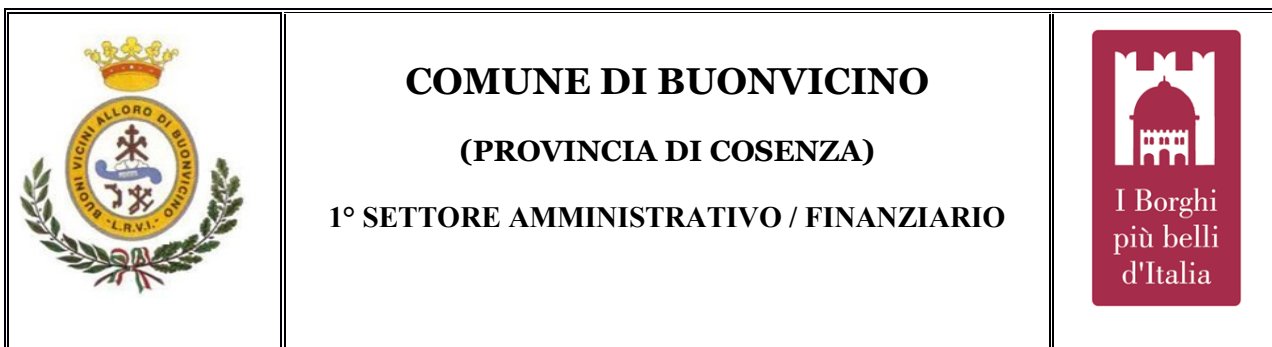 BUONI VICINI ALLORO DI BUONVICINO
-L.R.V.I.-
COMUNE DI BUONVICINO
(PROVINCIA DI COSENZA)
1° SETTORE AMMINISTRATIVO / FINANZIARIO
I Borghi
più belli
d'Italia